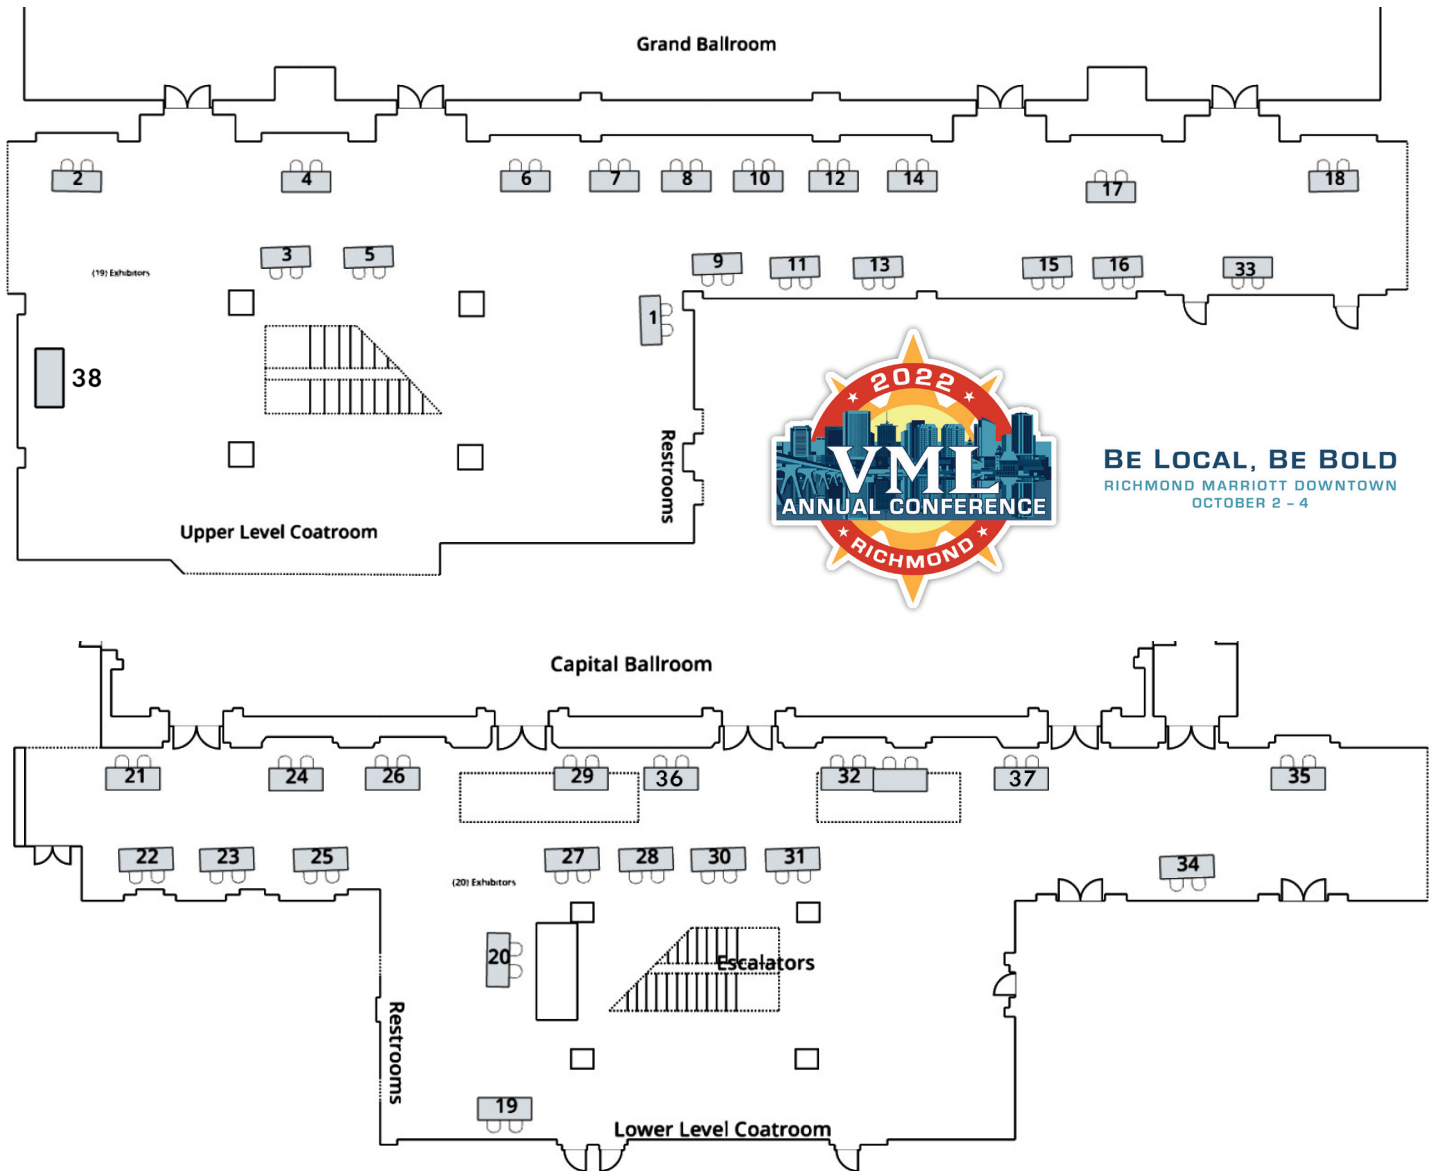 Grand Ballroom
2
4
6
7
8
10
12
14
17
18
3
5
9
11
13
15
16
33
(19) Exhibitors
1
38
Restrooms
Upper Level Coatroom
2022
VML
ANNUAL CONFERENCE
RICHMOND
BE LOCAL, BE BOLD
RICHMOND MARRIOTT DOWNTOWN
OCTOBER 2 – 4
Capital Ballroom
21
24
26
29
36
32
37
35
22
23
25
27
28
30
31
34
(20) Exhibitors
20
Escalators
Restrooms
19
Lower Level Coatroom